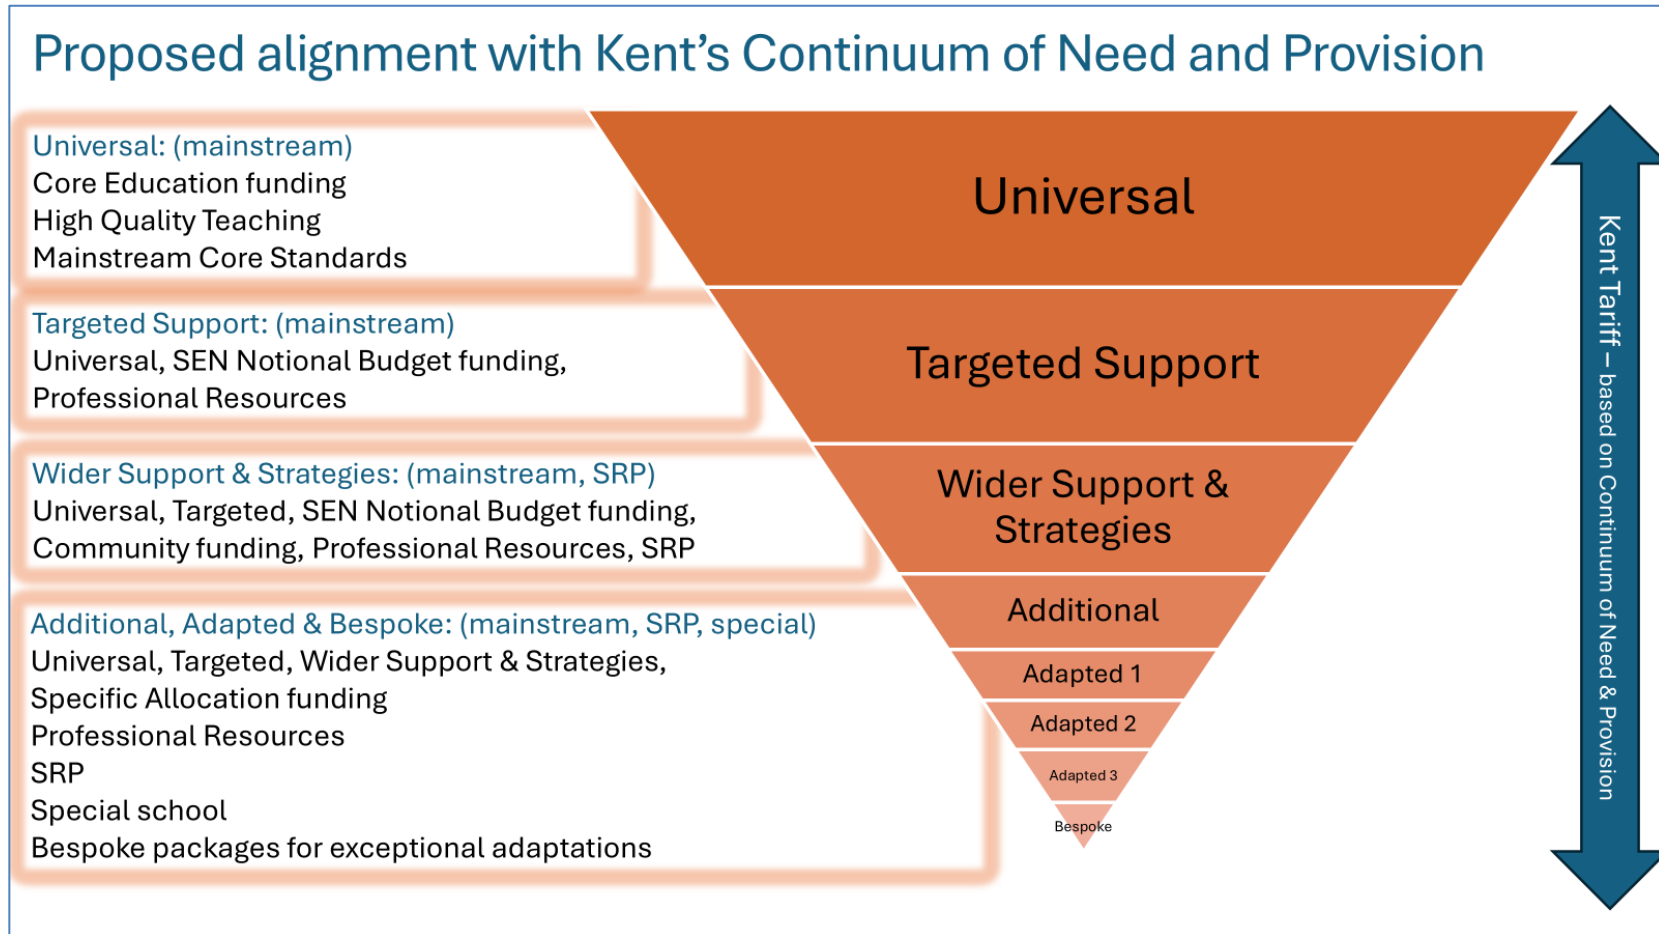 Proposed alignment with Kent’s Continuum of Need and Provision
Universal: (mainstream)
Core Education funding
High Quality Teaching
Mainstream Core Standards
Targeted Support: (mainstream)
Universal, SEN Notional Budget funding,
Professional Resources
Wider Support & Strategies: (mainstream, SRP)
Universal, Targeted, SEN Notional Budget funding,
Community funding, Professional Resources, SRP
Additional, Adapted & Bespoke: (mainstream, SRP, special)
Universal, Targeted, Wider Support & Strategies,
Specific Allocation funding
Professional Resources
SRP
Special school
Bespoke packages for exceptional adaptations
Universal
Targeted Support
Wider Support &
Strategies
Additional
Adapted 1
Adapted 2
Adapted 3
Bespoke
Kent Tariff – based on Continuum of Need & Provision